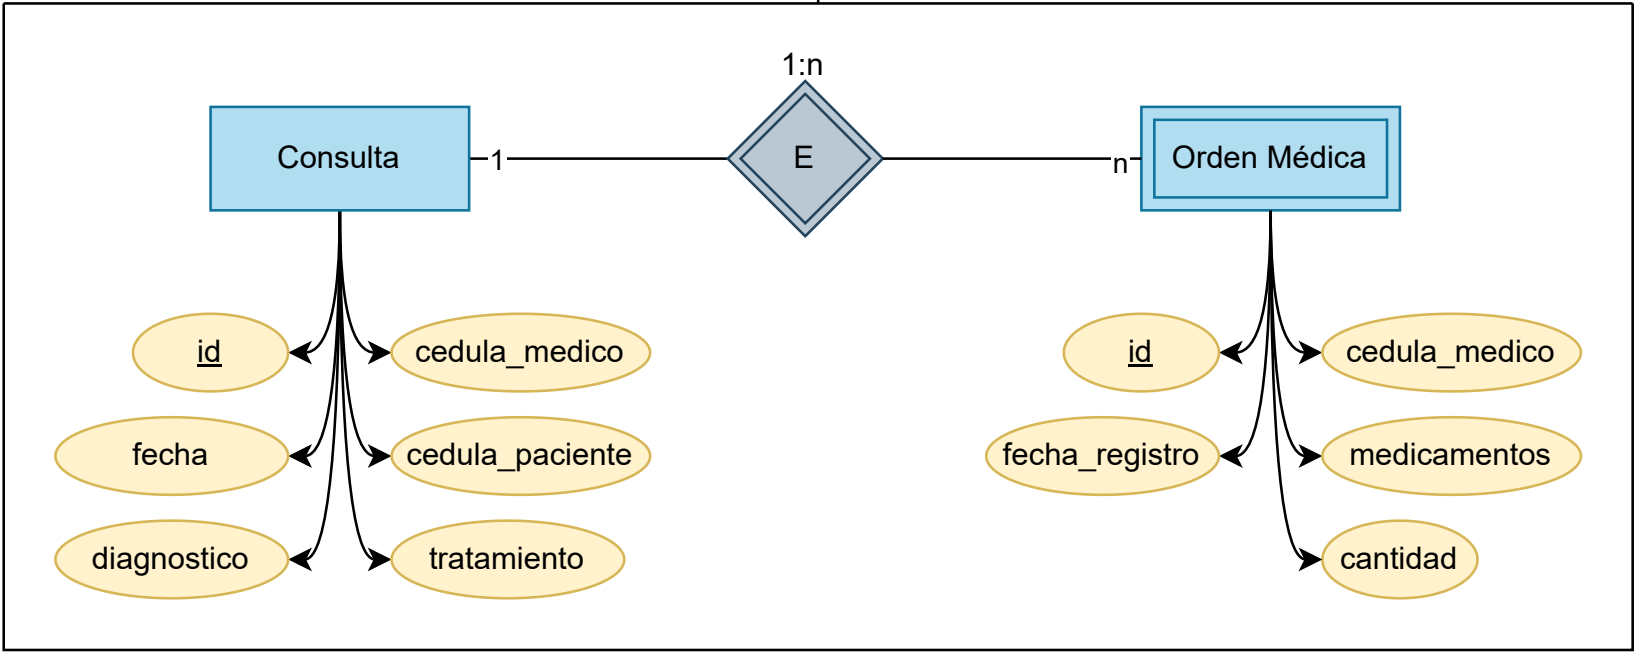 1:n
Consulta
1
E
n
Orden Médica
id
cedula_medico
fecha
cedula_paciente
diagnostico
tratamiento
id
cedula_medico
fecha_registro
medicamentos
cantidad